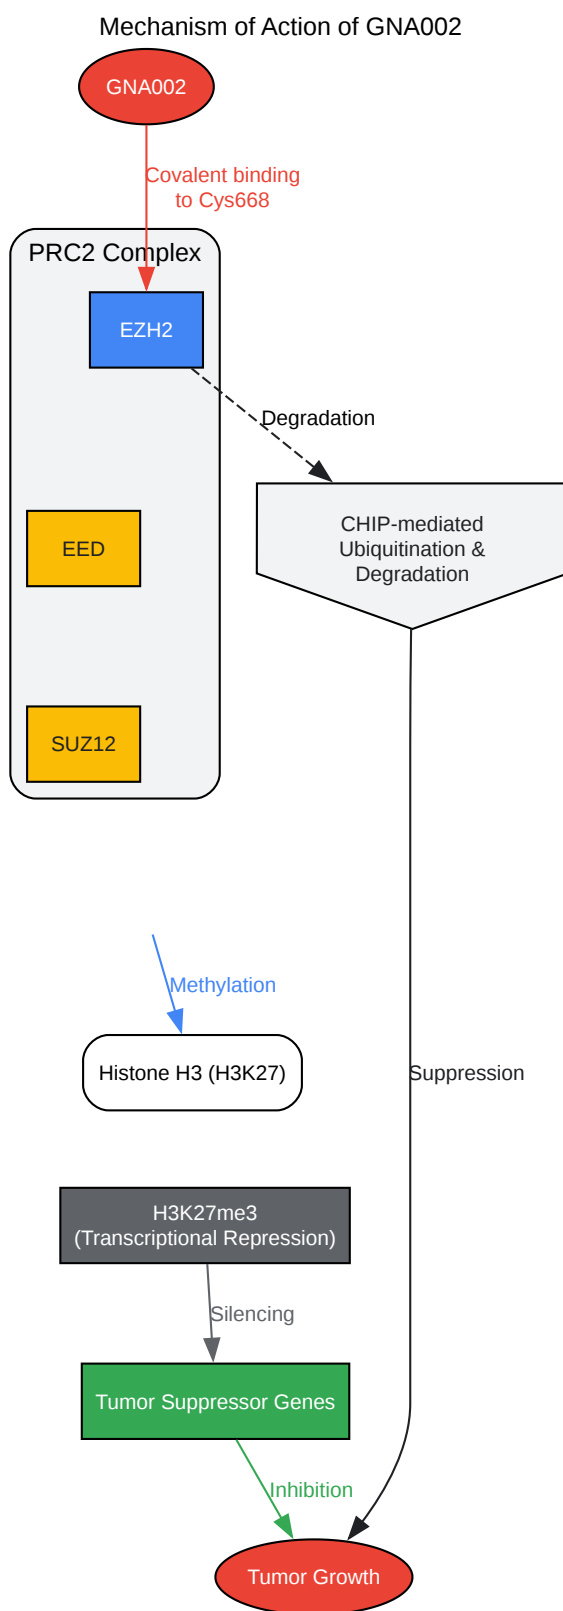 Mechanism of Action of GNA002
GNA002
Covalent binding
to Cys668
PRC2 Complex
EZH2
Degradation
CHIP-mediated
Ubiquitination &
Degradation
EED
SUZ12
Methylation
Histone H3 (H3K27)
Suppression
H3K27me3
(Transcriptional Repression)
Silencing
Tumor Suppressor Genes
Inhibition
Tumor Growth